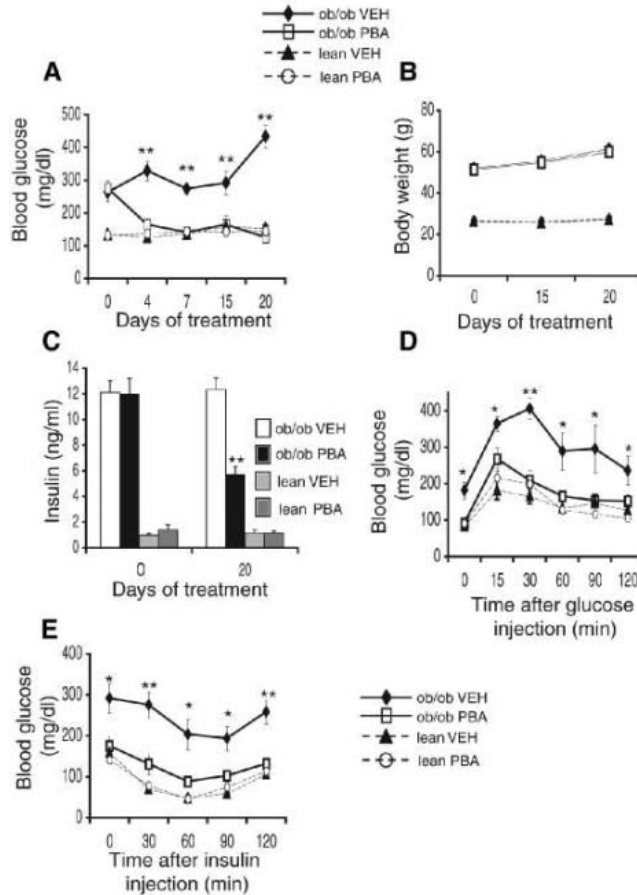 ob/ob VEH
ob/ob PBA
lean VEH
lean PBA
A
500
**
400
**
**
**
300
200
100
0
Blood glucose
(mg/dl)
0 4 7 15 20
Days of treatment
B
80
60
40
20
0
Body weight (g)
0 15 20
Days of treatment
C
14
12
10
8
6
4
2
0
Insulin (ng/ml)
**
ob/ob VEH
ob/ob PBA
lean VEH
lean PBA
0 20
Days of treatment
D
400
300
200
100
0
Blood glucose
(mg/dl)
* * ** * * *
0 15 30 60 90 120
Time after glucose
injection (min)
E
400
300
200
100
0
Blood glucose
(mg/dl)
* ** * * **
0 30 60 90 120
Time after insulin
injection (min)
ob/ob VEH
ob/ob PBA
lean VEH
lean PBA